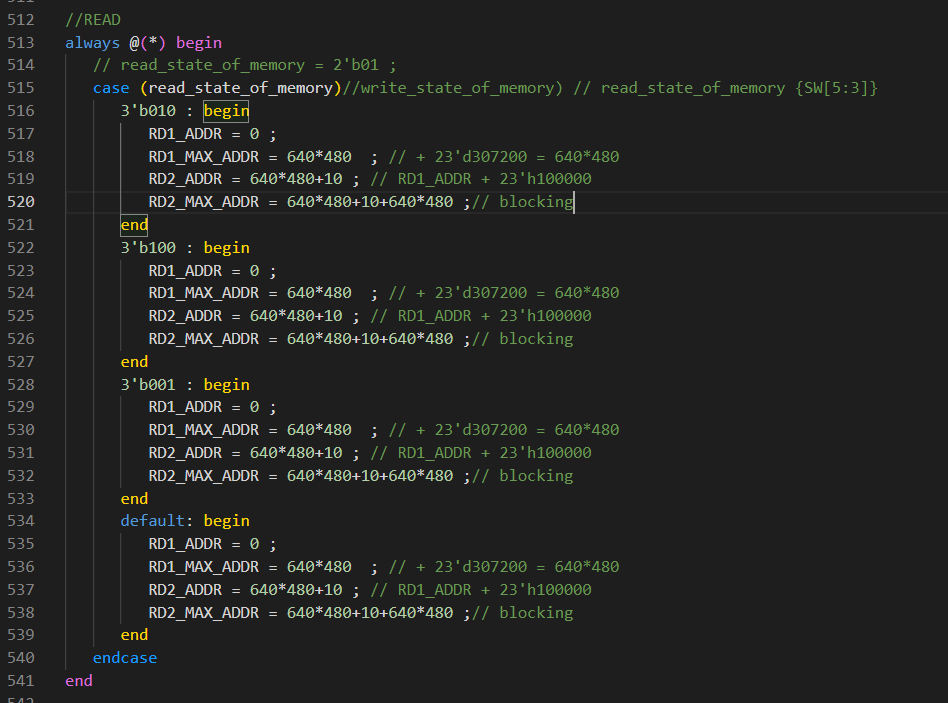 512 //READ
513 always @(*) begin
514 // read_state_of_memory = 2'b01 ;
515 case (read_state_of_memory)//write_state_of_memory) // read_state_of_memory {SW[5:3]}
516 3'b010 : begin
517 RD1_ADDR = 0 ;
518 RD1_MAX_ADDR = 640*480  ; // + 23'd307200 = 640*480
519 RD2_ADDR = 640*480+10 ; // RD1_ADDR + 23'h100000
520 RD2_MAX_ADDR = 640*480+10+640*480 ;// blocking
521 end
522 3'b100 : begin
523 RD1_ADDR = 0 ;
524 RD1_MAX_ADDR = 640*480  ; // + 23'd307200 = 640*480
525 RD2_ADDR = 640*480+10 ; // RD1_ADDR + 23'h100000
526 RD2_MAX_ADDR = 640*480+10+640*480 ;// blocking
527 end
528 3'b001 : begin
529 RD1_ADDR = 0 ;
530 RD1_MAX_ADDR = 640*480  ; // + 23'd307200 = 640*480
531 RD2_ADDR = 640*480+10 ; // RD1_ADDR + 23'h100000
532 RD2_MAX_ADDR = 640*480+10+640*480 ;// blocking
533 end
534 default: begin
535 RD1_ADDR = 0 ;
536 RD1_MAX_ADDR = 640*480  ; // + 23'd307200 = 640*480
537 RD2_ADDR = 640*480+10 ; // RD1_ADDR + 23'h100000
538 RD2_MAX_ADDR = 640*480+10+640*480 ;// blocking
539 end
540 endcase
541 end